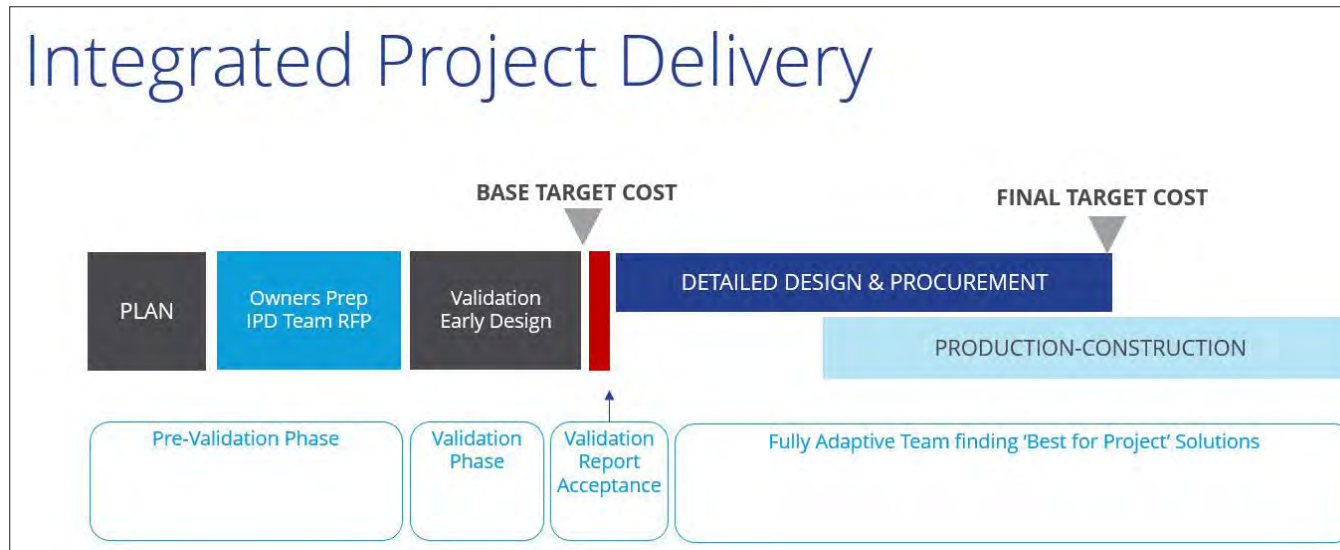 Integrated Project Delivery
BASE TARGET COST
FINAL TARGET COST
PLAN
Owners Prep
IPD Team RFP
Validation
Early Design
DETAILED DESIGN & PROCUREMENT
PRODUCTION-CONSTRUCTION
Pre-Validation Phase
Validation
Phase
Validation
Report
Acceptance
Fully Adaptive Team finding ‘Best for Project’ Solutions